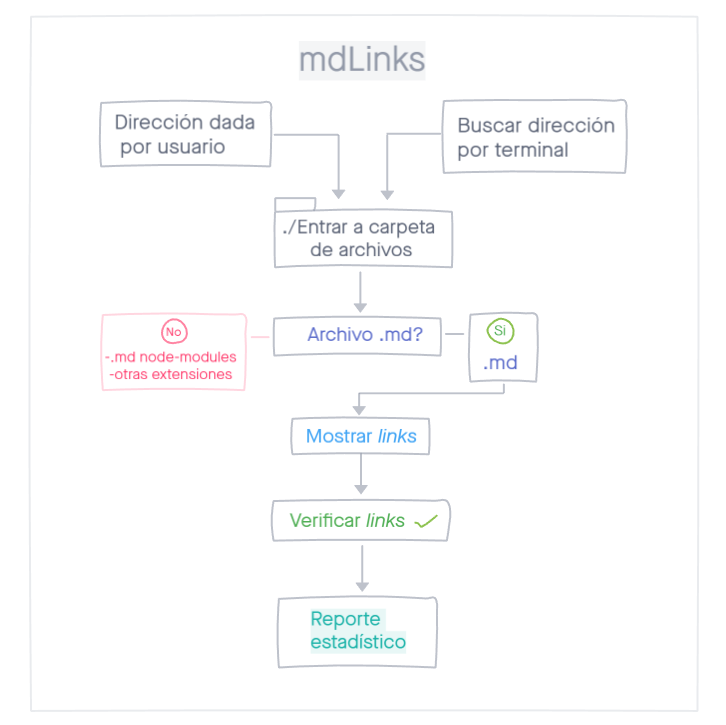 mdLinks
Dirección dada
por usuario
Buscar dirección
por terminal
./Entrar a carpeta
de archivos
No
-.md node-modules
-otras extensiones
Archivo .md?
Si
.md
Mostrar links
Verificar links
Reporte
estadístico